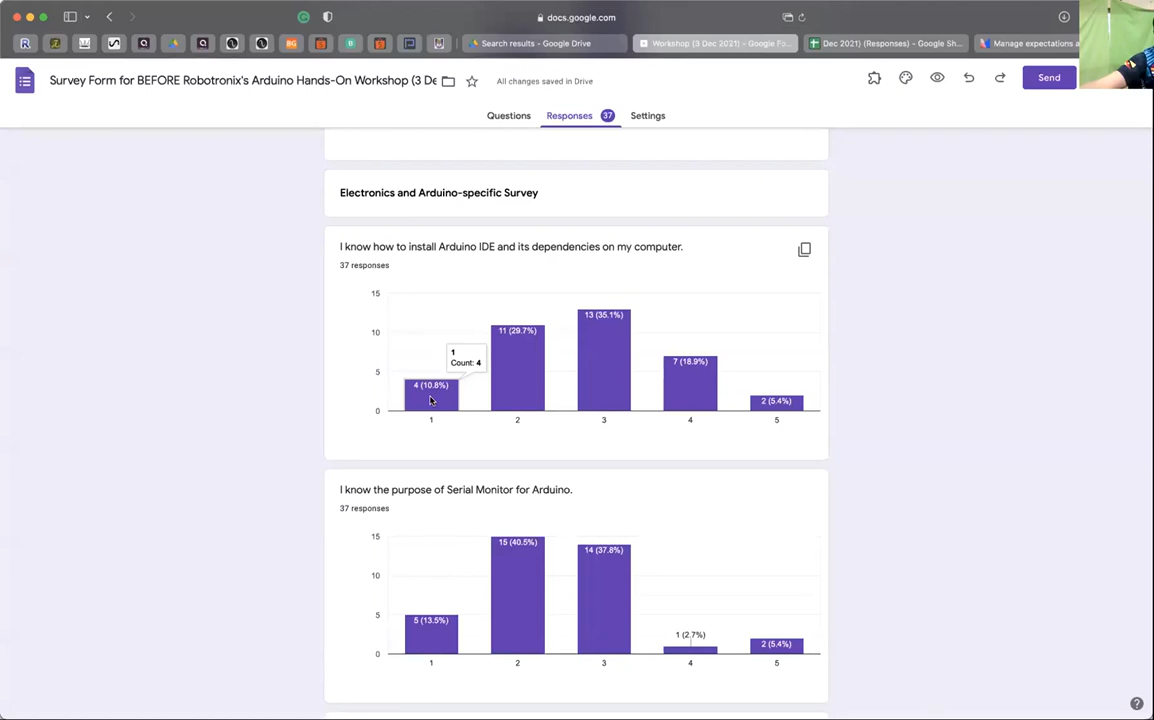 docs.google.com
Search results - Google Drive
Workshop (3 Dec 2021) - Google Fo...
Dec 2021) (Responses) - Google Sh...
Manage expectations a
Survey Form for BEFORE Robotronix's Arduino Hands-On Workshop (3 De
All changes saved in Drive
Send
Questions
Responses 37
Settings
Electronics and Arduino-specific Survey
I know how to install Arduino IDE and its dependencies on my computer.
37 responses
15
10
5
0
4 (10.8%)
11 (29.7%)
13 (35.1%)
7 (18.9%)
2 (5.4%)
1
Count: 4
1 2 3 4 5
I know the purpose of Serial Monitor for Arduino.
37 responses
15
10
5
0
5 (13.5%)
15 (40.5%)
14 (37.8%)
1 (2.7%)
2 (5.4%)
1 2 3 4 5